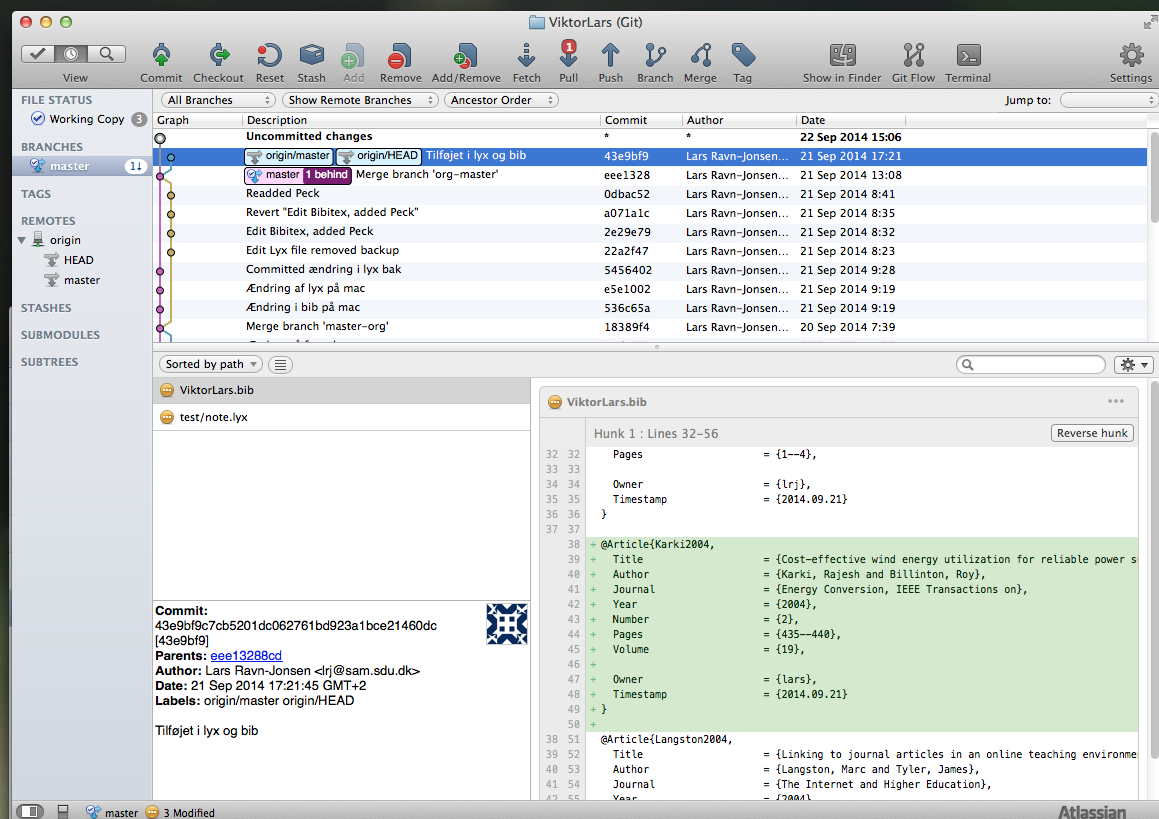 ViktorLars (Git)
View Commit Checkout Reset Stash Add Remove Add/Remove Fetch 1 Pull Push Branch Merge Tag Show in Finder Git Flow Terminal Settings
FILE STATUS
Working Copy 3
BRANCHES
master 1↓
TAGS
REMOTES
origin
HEAD
master
STASHES
SUBMODULES
SUBTREES
All Branches Show Remote Branches Ancestor Order Jump to:
Graph Description Commit Author Date
Uncommitted changes * * 22 Sep 2014 15:06
origin/master origin/HEAD Tilføjet i lyx og bib 43e9bf9 Lars Ravn-Jonsen... 21 Sep 2014 17:21
master 1 behind Merge branch 'org-master' eee1328 Lars Ravn-Jonsen... 21 Sep 2014 13:08
Readded Peck 0dbac52 Lars Ravn-Jonsen... 21 Sep 2014 8:41
Revert "Edit Bibitex, added Peck" a071a1c Lars Ravn-Jonsen... 21 Sep 2014 8:35
Edit Bibitex, added Peck 2e29e79 Lars Ravn-Jonsen... 21 Sep 2014 8:32
Edit Lyx file removed backup 22a2f47 Lars Ravn-Jonsen... 21 Sep 2014 8:23
Committed ændring i lyx bak 5456402 Lars Ravn-Jonsen... 21 Sep 2014 9:28
Ændring af lyx på mac e5e1002 Lars Ravn-Jonsen... 21 Sep 2014 9:19
Ændring i bib på mac 536c65a Lars Ravn-Jonsen... 21 Sep 2014 9:19
Merge branch 'master-org' 18389f4 Lars Ravn-Jonsen... 20 Sep 2014 7:39
Sorted by path
ViktorLars.bib
test/note.lyx
Commit:
43e9bf9c7cb5201dc062761bd923a1bce21460dc
[43e9bf9]
Parents: eee13288cd
Author: Lars Ravn-Jonsen <lrj@sam.sdu.dk>
Date: 21 Sep 2014 17:21:45 GMT+2
Labels: origin/master origin/HEAD
Tilføjet i lyx og bib
ViktorLars.bib
Hunk 1 : Lines 32-56 Reverse hunk
32 32 Pages = {1--4},
33 33
34 34 Owner = {lrj},
35 35 Timestamp = {2014.09.21}
36 36 }
37 37
38 + @Article{Karki2004,
39 + Title = {Cost-effective wind energy utilization for reliable power s
40 + Author = {Karki, Rajesh and Billinton, Roy},
41 + Journal = {Energy Conversion, IEEE Transactions on},
42 + Year = {2004},
43 + Number = {2},
44 + Pages = {435--440},
45 + Volume = {19},
46 +
47 + Owner = {lars},
48 + Timestamp = {2014.09.21}
49 + }
50 +
38 51 @Article{Langston2004,
39 52 Title = {Linking to journal articles in an online teaching environme
40 53 Author = {Langston, Marc and Tyler, James},
41 54 Journal = {The Internet and Higher Education},
42 55 Year = {2004},
master 3 Modified Atlassian